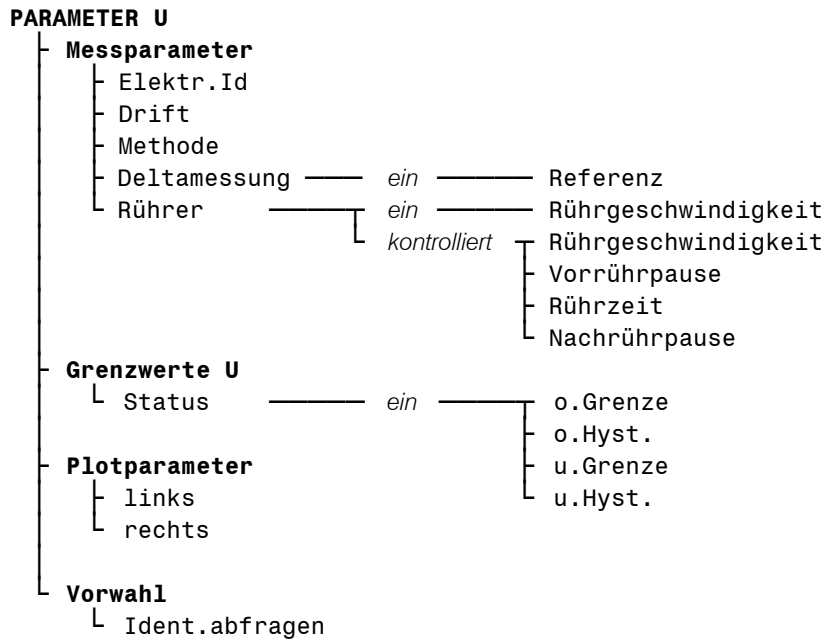 PARAMETER U
Messparameter
Elektr.Id
Drift
Methode
Deltamessung ein Referenz
Rührer ein Rührgeschwindigkeit
kontrolliert Rührgeschwindigkeit
Vorrührpause
Rührzeit
Nachrührpause
Grenzwerte U
Status ein o.Grenze
o.Hyst.
Plotparameter u.Grenze
links u.Hyst.
rechts
Vorwahl
Ident.abfragen